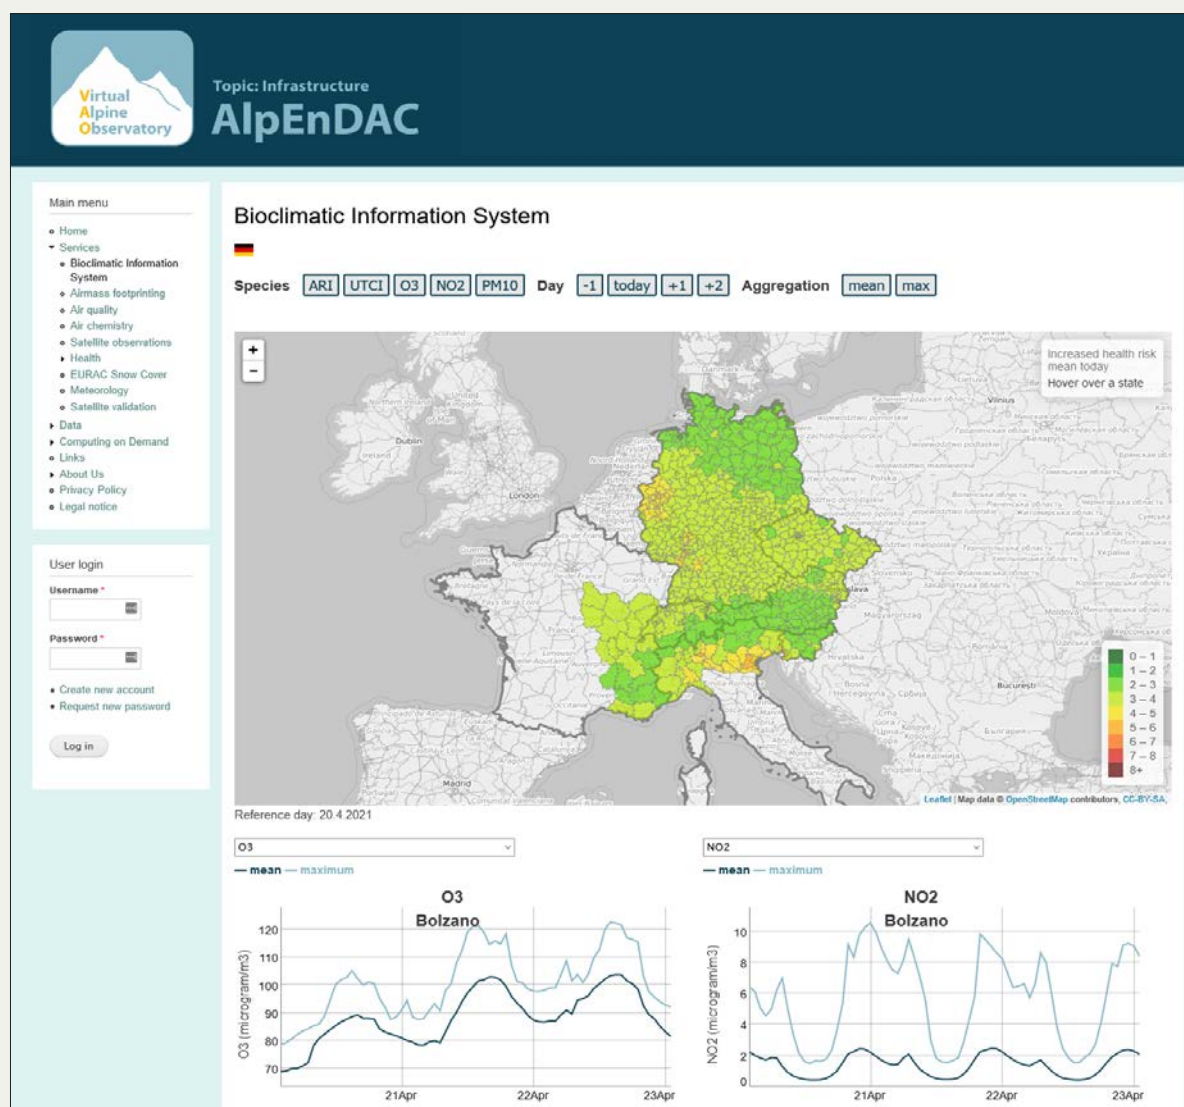 Virtual
Alpine
Observatory
Topic: Infrastructure
AlpEnDAC
Main menu
Home
Services
Bioclimatic Information
System
Airmass footprinting
Air quality
Air chemistry
Satellite observations
Health
EURAC Snow Cover
Meteorology
Satellite validation
Data
Computing on Demand
Links
About Us
Privacy Policy
Legal notice
User login
Username *
Password *
Create new account
Request new password
Log in
Bioclimatic Information System
Species ARI UTCI O3 NO2 PM10 Day -1 today +1 +2 Aggregation mean max
+
−
Increased health risk
mean today
Hover over a state
Vilnius
Dublin
Ireland
London
București
Madrid
0 – 1
1 – 2
2 – 3
3 – 4
4 – 5
5 – 6
6 – 7
7 – 8
8+
Leaflet | Map data © OpenStreetMap contributors, CC-BY-SA,
Reference day: 20.4.2021
O3
mean maximum
O3
Bolzano
O3 (microgram/m3)
120
110
100
90
80
70
21Apr 22Apr 23Apr
NO2
mean maximum
NO2
Bolzano
NO2 (microgram/m3)
10
8
6
4
2
0
21Apr 22Apr 23Apr